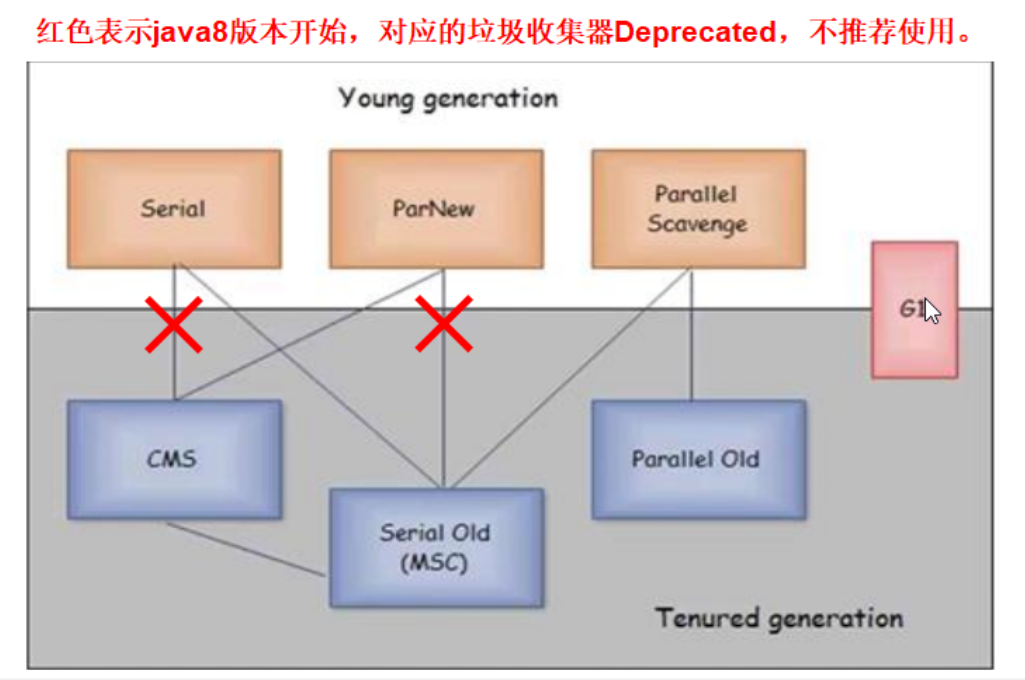 红色表示java8版本开始，对应的垃圾收集器Deprecated，不推荐使用。
Young generation
Serial
ParNew
Parallel
Scavenge
G1
CMS
Serial Old
(MSC)
Parallel Old
Tenured generation